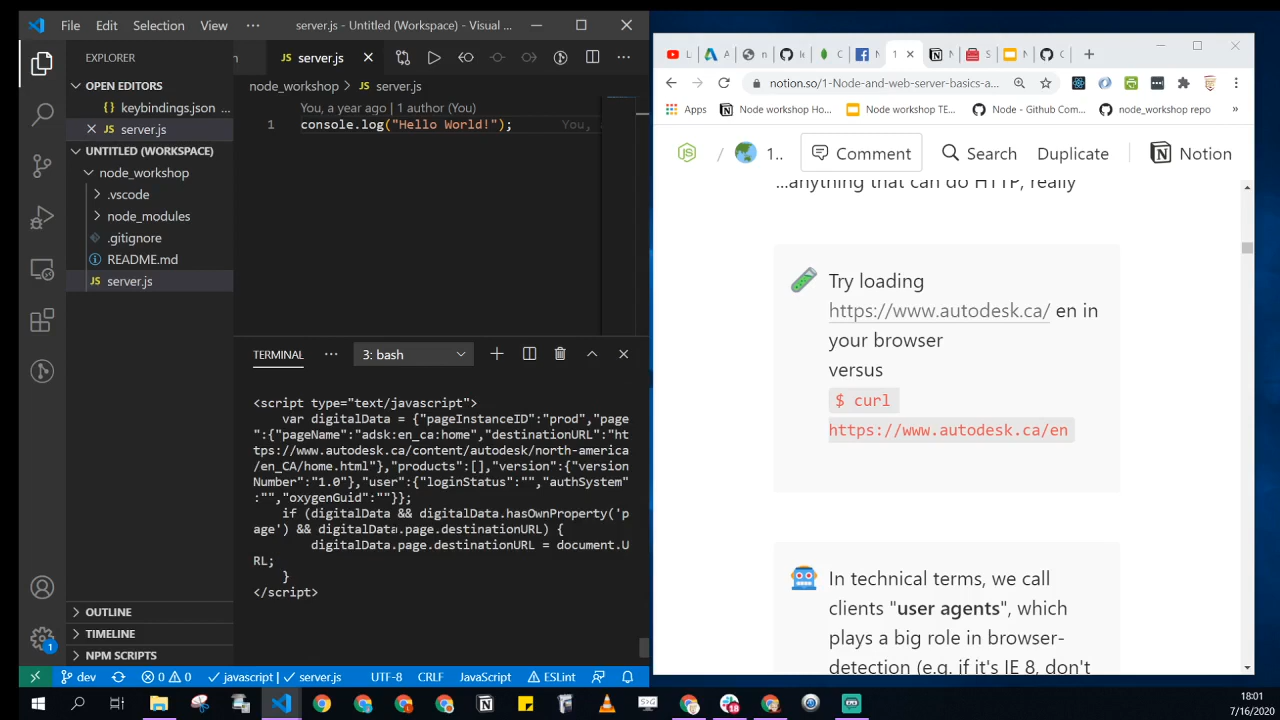 File Edit Selection View ··· server.js - Untitled (Workspace) - Visual ...
EXPLORER
OPEN EDITORS
keybindings.json ...
server.js
UNTITLED (WORKSPACE)
node_workshop
.vscode
node_modules
.gitignore
README.md
JS server.js
OUTLINE
TIMELINE
NPM SCRIPTS
JS server.js
node_workshop > JS server.js
You, a year ago | 1 author (You)
1 console.log("Hello World!"); You,
TERMINAL ··· 3: bash
<script type="text/javascript">
var digitalData = {"pageInstanceID":"prod","page
":{"pageName":"adsk:en_ca:home","destinationURL":"ht
tps://www.autodesk.ca/content/autodesk/north-america
/en_CA/home.html"},"products":[],"version":{"version
Number":"1.0"},"user":{"loginStatus":"","authSystem"
:"","oxygenGuid":""}};
if (digitalData && digitalData.hasOwnProperty('p
age') && digitalData.page.destinationURL) {
digitalData.page.destinationURL = document.U
RL;
}
</script>
1 dev 0 0 javascript | server.js UTF-8 CRLF JavaScript ESLint
notion.so/1-Node-and-web-server-basics-a...
Apps Node workshop Ho... Node workshop TE... Node - Github Com... node_workshop repo »
JS / 1.. Comment Search Duplicate Notion
...anything that can do HTTP, really
Try loading
https://www.autodesk.ca/ en in
your browser
versus
$ curl
https://www.autodesk.ca/en
In technical terms, we call
clients "user agents", which
plays a big role in browser-
detection (e.g. if it's IE 8, don't
18
18:01
7/16/2020